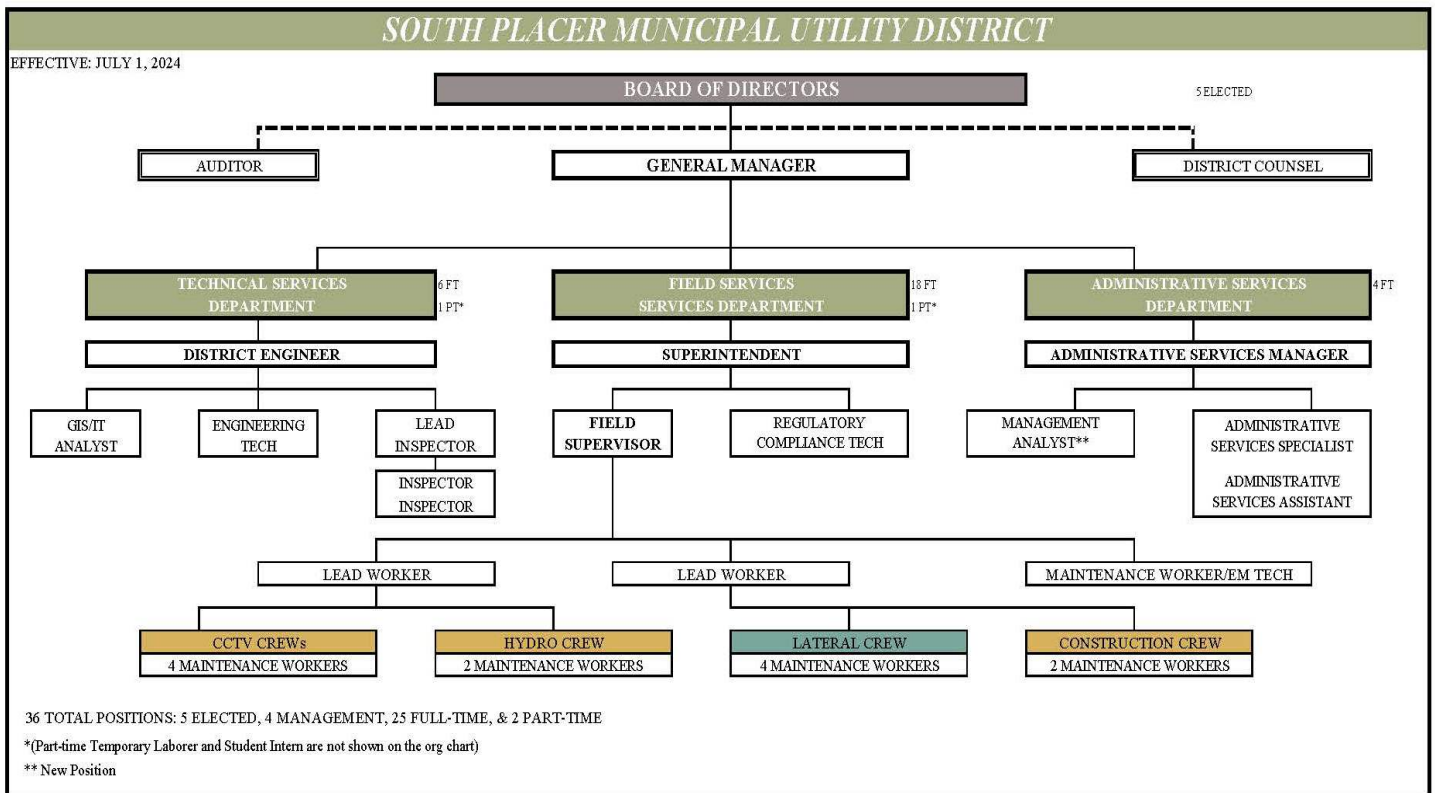 SOUTH PLACER MUNICIPAL UTILITY DISTRICT
EFFECTIVE: JULY 1, 2024
BOARD OF DIRECTORS
5 ELECTED
AUDITOR
GENERAL MANAGER
DISTRICT COUNSEL
TECHNICAL SERVICES
DEPARTMENT
6 FT
1 PT*
FIELD SERVICES
SERVICES DEPARTMENT
18 FT
1 PT*
ADMINISTRATIVE SERVICES
DEPARTMENT
4 FT
DISTRICT ENGINEER
SUPERINTENDENT
ADMINISTRATIVE SERVICES MANAGER
GIS/IT
ANALYST
ENGINEERING
TECH
LEAD
INSPECTOR
INSPECTOR
INSPECTOR
FIELD
SUPERVISOR
REGULATORY
COMPLIANCE TECH
MANAGEMENT
ANALYST**
ADMINISTRATIVE
SERVICES SPECIALIST
ADMINISTRATIVE
SERVICES ASSISTANT
LEAD WORKER
LEAD WORKER
MAINTENANCE WORKER/EM TECH
CCTV CREWs
4 MAINTENANCE WORKERS
HYDRO CREW
2 MAINTENANCE WORKERS
LATERAL CREW
4 MAINTENANCE WORKERS
CONSTRUCTION CREW
2 MAINTENANCE WORKERS
36 TOTAL POSITIONS: 5 ELECTED, 4 MANAGEMENT, 25 FULL-TIME, & 2 PART-TIME
*(Part-time Temporary Laborer and Student Intern are not shown on the org chart)
** New Position